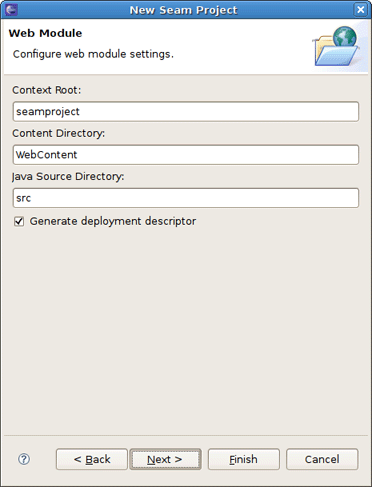 New Seam Project
Web Module
Configure web module settings.
Context Root:
seamproject
Content Directory:
WebContent
Java Source Directory:
src
Generate deployment descriptor
? < Back Next > Finish Cancel